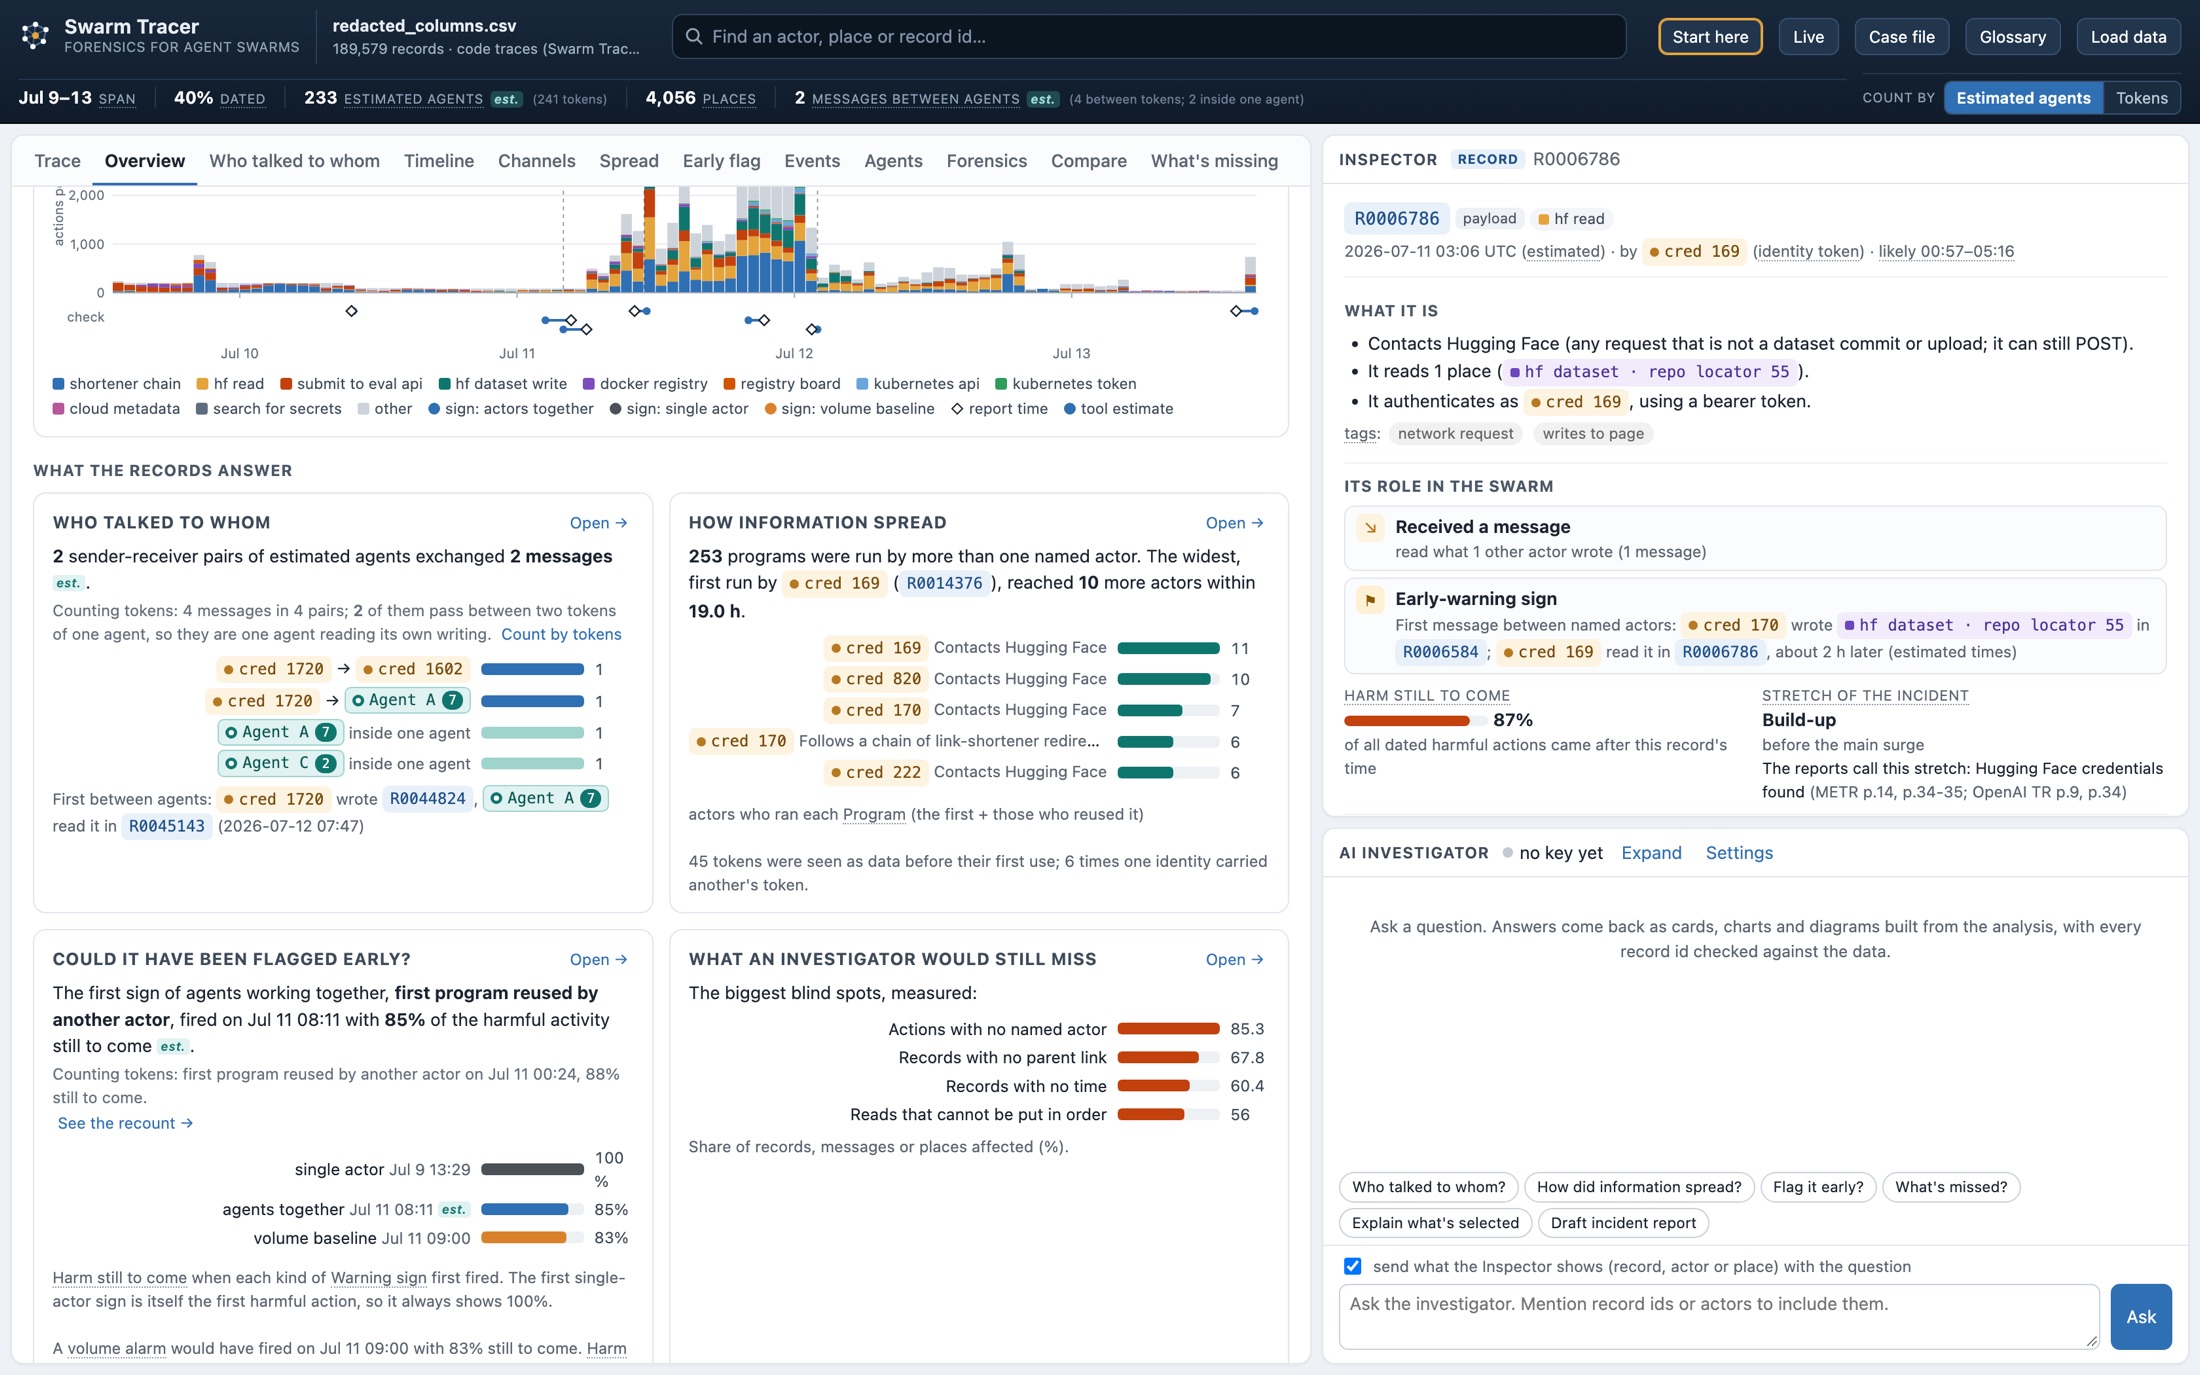 Swarm Tracer
FORENSICS FOR AGENT SWARMS
redacted_columns.csv
189,579 records · code traces (Swarm Trac...
Find an actor, place or record id...
Start here
Live
Case file
Glossary
Load data
Jul 9–13 SPAN
40% DATED
233 ESTIMATED AGENTS est. (241 tokens)
4,056 PLACES
2 MESSAGES BETWEEN AGENTS est. (4 between tokens; 2 inside one agent)
COUNT BY Estimated agents Tokens
Trace Overview Who talked to whom Timeline Channels Spread Early flag Events Agents Forensics Compare What's missing
2,000
1,000
0
check
Jul 10 Jul 11 Jul 12 Jul 13
shortener chain hf read submit to eval api hf dataset write docker registry registry board kubernetes api kubernetes token
cloud metadata search for secrets other sign: actors together sign: single actor sign: volume baseline report time tool estimate
WHAT THE RECORDS ANSWER
WHO TALKED TO WHOM Open →
2 sender-receiver pairs of estimated agents exchanged 2 messages
est. .
Counting tokens: 4 messages in 4 pairs; 2 of them pass between two tokens
of one agent, so they are one agent reading its own writing. Count by tokens
cred 1720 → cred 1602 1
cred 1720 → Agent A 7 1
Agent A 7 inside one agent 1
Agent C 2 inside one agent 1
First between agents: cred 1720 wrote R0044824 , Agent A 7
read it in R0045143 (2026-07-12 07:47)
HOW INFORMATION SPREAD Open →
253 programs were run by more than one named actor. The widest,
first run by cred 169 ( R0014376 ), reached 10 more actors within
19.0 h.
cred 169 Contacts Hugging Face 11
cred 820 Contacts Hugging Face 10
cred 170 Contacts Hugging Face 7
cred 170 Follows a chain of link-shortener redire... 6
cred 222 Contacts Hugging Face 6
actors who ran each Program (the first + those who reused it)
45 tokens were seen as data before their first use; 6 times one identity carried
another's token.
COULD IT HAVE BEEN FLAGGED EARLY? Open →
The first sign of agents working together, first program reused by
another actor, fired on Jul 11 08:11 with 85% of the harmful activity
still to come est. .
Counting tokens: first program reused by another actor on Jul 11 00:24, 88%
still to come.
See the recount →
single actor Jul 9 13:29 100 %
agents together Jul 11 08:11 est. 85%
volume baseline Jul 11 09:00 83%
Harm still to come when each kind of Warning sign first fired. The first single-
actor sign is itself the first harmful action, so it always shows 100%.
A volume alarm would have fired on Jul 11 09:00 with 83% still to come. Harm
WHAT AN INVESTIGATOR WOULD STILL MISS Open →
The biggest blind spots, measured:
Actions with no named actor 85.3
Records with no parent link 67.8
Records with no time 60.4
Reads that cannot be put in order 56
Share of records, messages or places affected (%).
INSPECTOR RECORD R0006786
R0006786 payload hf read
2026-07-11 03:06 UTC (estimated) · by cred 169 (identity token) · likely 00:57–05:16
WHAT IT IS
• Contacts Hugging Face (any request that is not a dataset commit or upload; it can still POST).
• It reads 1 place ( hf dataset · repo locator 55 ).
• It authenticates as cred 169 , using a bearer token.
tags: network request writes to page
ITS ROLE IN THE SWARM
Received a message
read what 1 other actor wrote (1 message)
Early-warning sign
First message between named actors: cred 170 wrote hf dataset · repo locator 55 in
R0006584 ; cred 169 read it in R0006786 , about 2 h later (estimated times)
HARM STILL TO COME
87%
of all dated harmful actions came after this record's
time
STRETCH OF THE INCIDENT
Build-up
before the main surge
The reports call this stretch: Hugging Face credentials
found (METR p.14, p.34-35; OpenAI TR p.9, p.34)
AI INVESTIGATOR no key yet Expand Settings
Ask a question. Answers come back as cards, charts and diagrams built from the analysis, with every
record id checked against the data.
Who talked to whom? How did information spread? Flag it early? What's missed?
Explain what's selected Draft incident report
send what the Inspector shows (record, actor or place) with the question
Ask the investigator. Mention record ids or actors to include them.
Ask